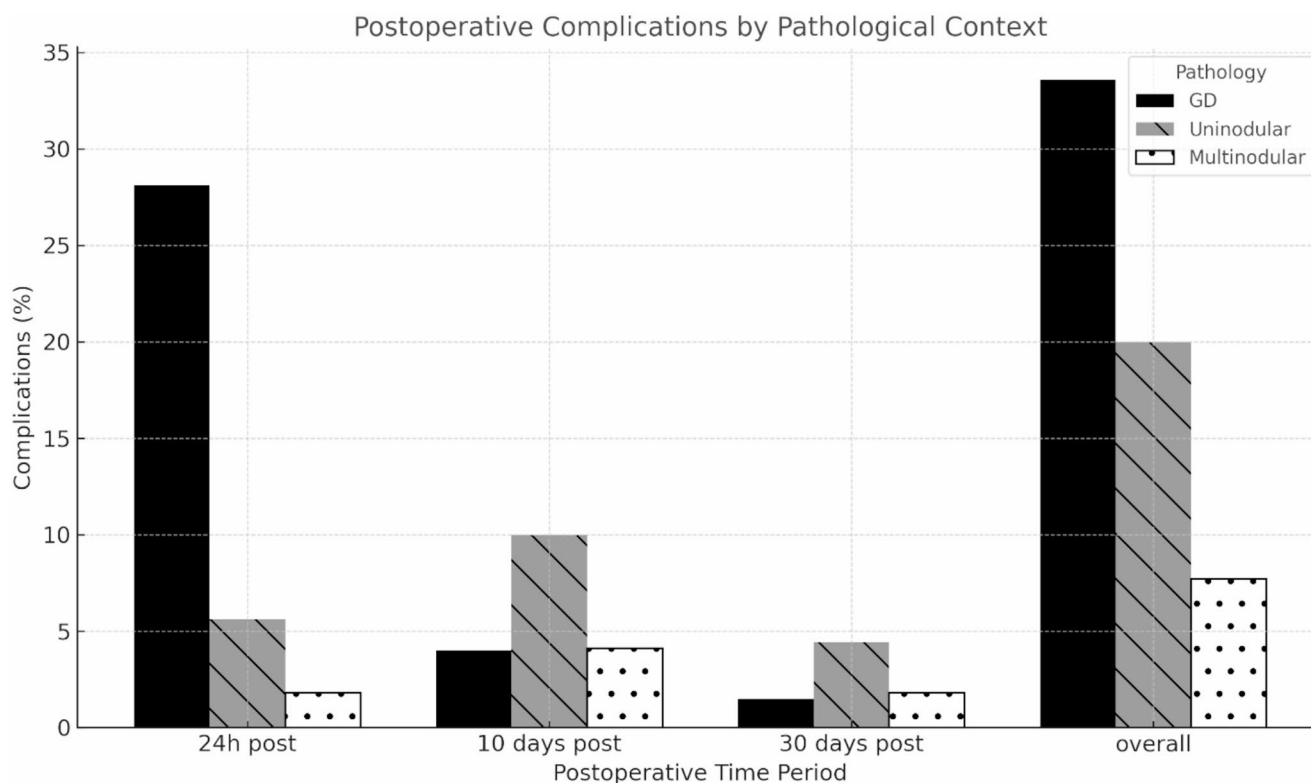 Postoperative Complications by Pathological Context
35
30
25
20
15
10
5
0
Complications (%)
Pathology
GD
Uninodular
Multinodular
24h post
10 days post
30 days post
overall
Postoperative Time Period